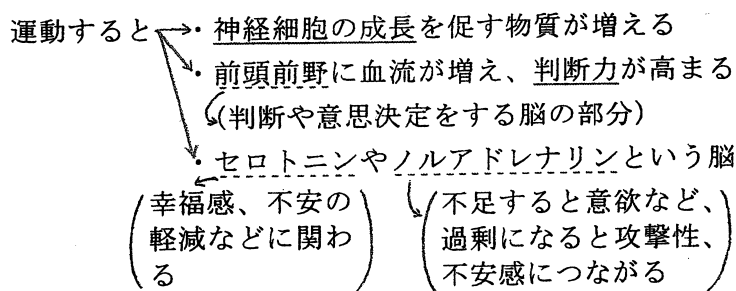 運動すると・神経細胞の成長を促す物質が増える
・前頭前野に血流が増え、判断力が高まる
(判断や意思決定をする脳の部分)
・セロトニンやノルアドレナリンという脳
幸福感、不安の
軽減などに関わ
る
不足すると意欲など、
過剰になると攻撃性、
不安感につながる